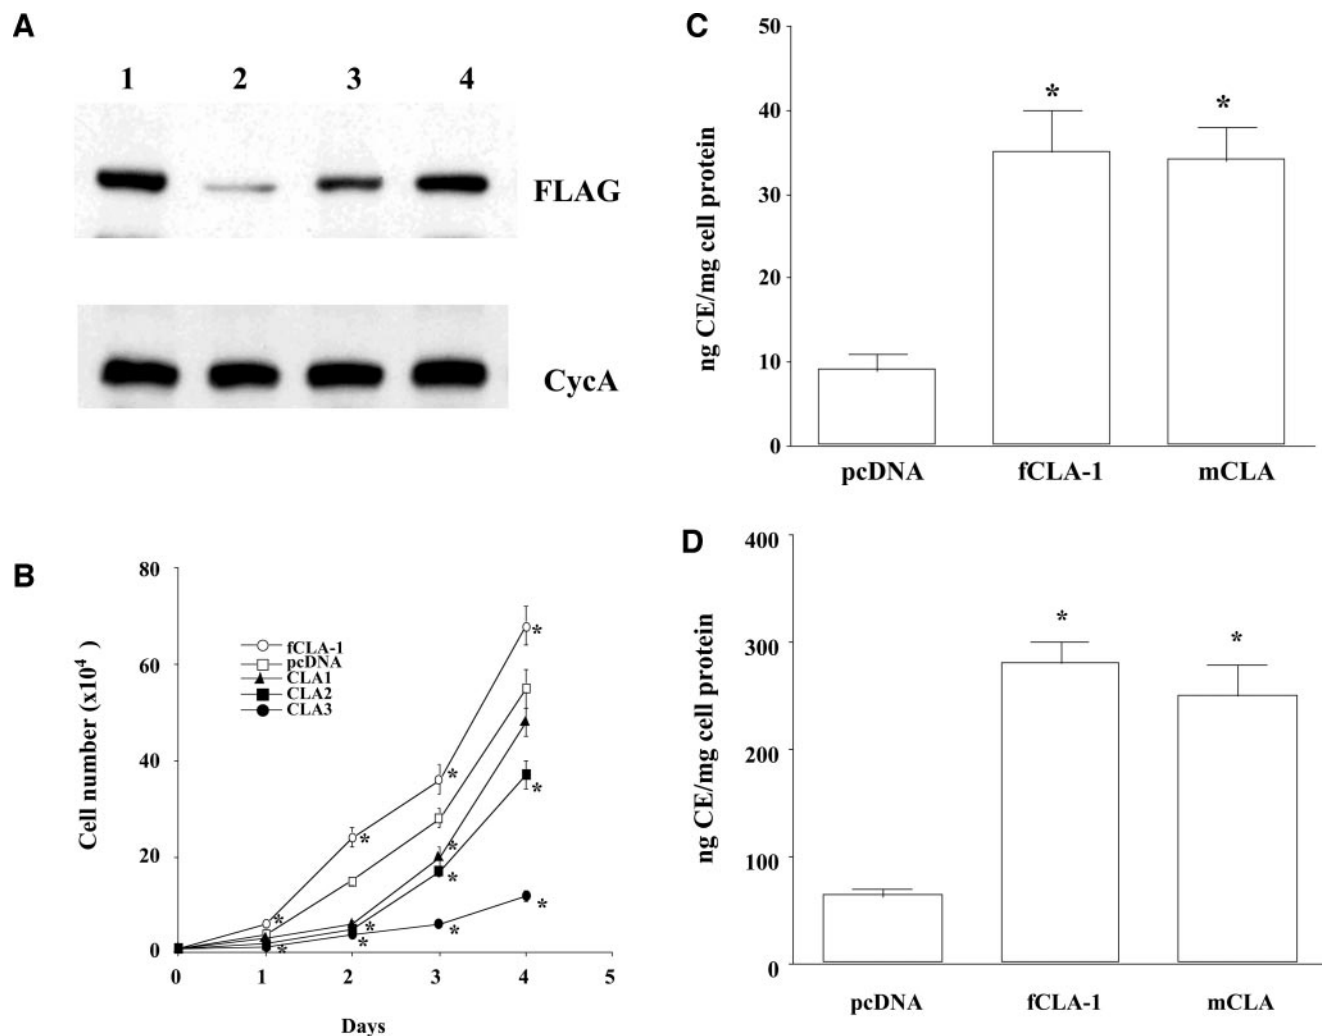 A
1 2 3 4
FLAG
CycA
B
80
60
40
20
0
Cell number (x10⁴)
fCLA-1
pcDNA
CLA1
CLA2
CLA3
* * * *
* *
* * *
* * * *
0 1 2 3 4 5
Days
C
50
40
30
20
10
0
ng CE/mg cell protein
* *
pcDNA fCLA-1 mCLA
D
400
300
200
100
0
ng CE/mg cell protein
* *
pcDNA fCLA-1 mCLA